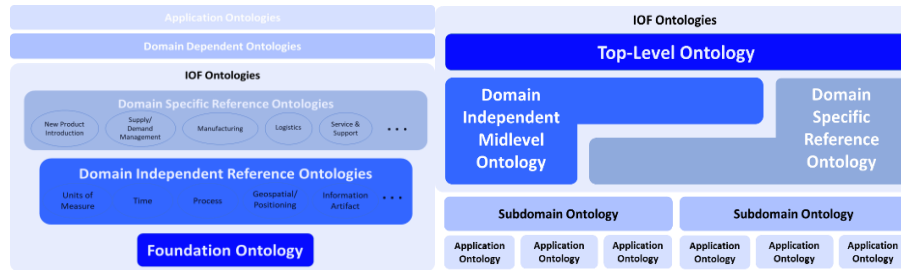 Application Ontologies
Domain Dependent Ontologies
IOF Ontologies
Domain Specific Reference Ontologies
New Product
Introduction
Supply/
Demand
Management
Manufacturing
Logistics
Service &
Support
• • •
Domain Independent Reference Ontologies
Units of
Measure
Time
Process
Geospatial/
Positioning
Information
Artifact
• • •
Foundation Ontology
IOF Ontologies
Top-Level Ontology
Domain
Independent
Midlevel
Ontology
Domain
Specific
Reference
Ontology
Subdomain Ontology
Subdomain Ontology
Application
Ontology
Application
Ontology
Application
Ontology
Application
Ontology
Application
Ontology
Application
Ontology